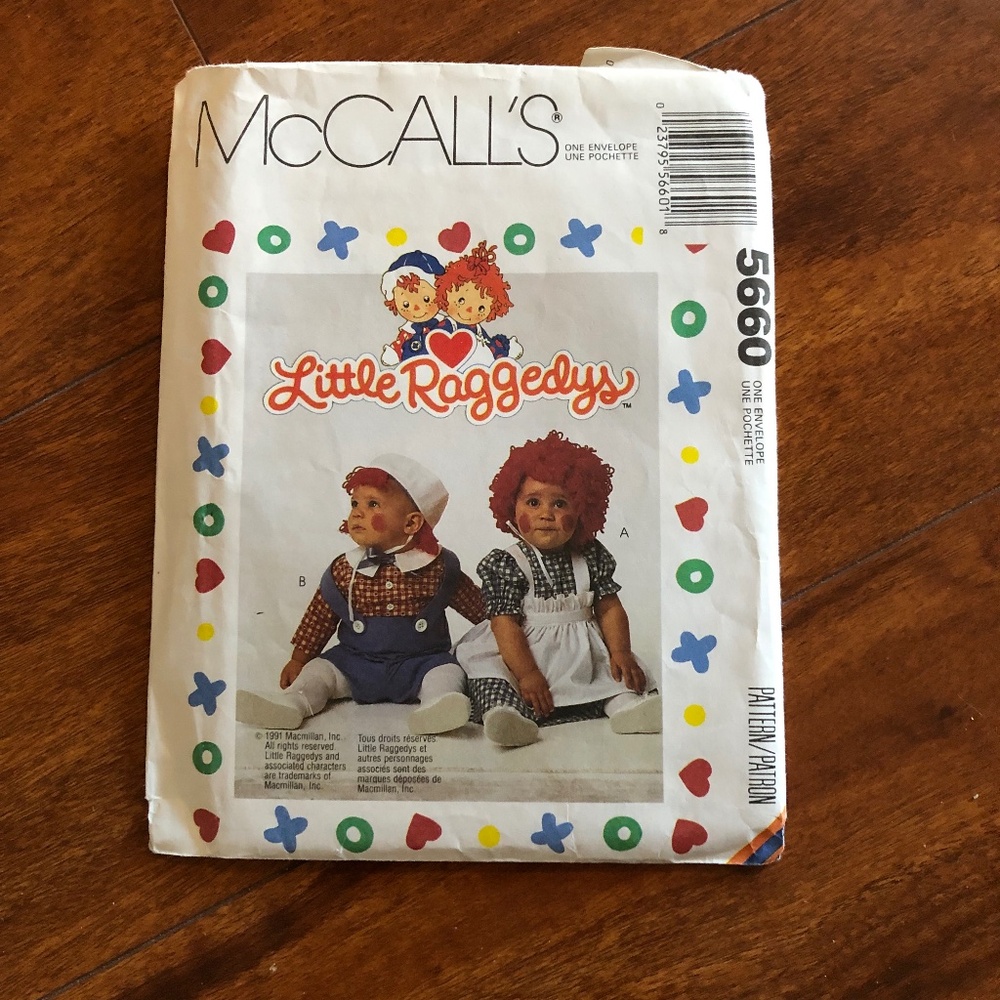 McCALL'S®
ONE ENVELOPE
UNE POCHETTE
0 23795 56601 8
5660
ONE ENVELOPE
UNE POCHETTE
Little Raggedys™
A
B
© 1991 Macmillan, Inc.
All rights reserved.
Little Raggedys and
associated characters
are trademarks of
Macmillan, Inc.
Tous droits réservés
Little Raggedys et
autres personnages
associés sont des
marques déposées de
Macmillan, Inc.
PATTERN/PATRON